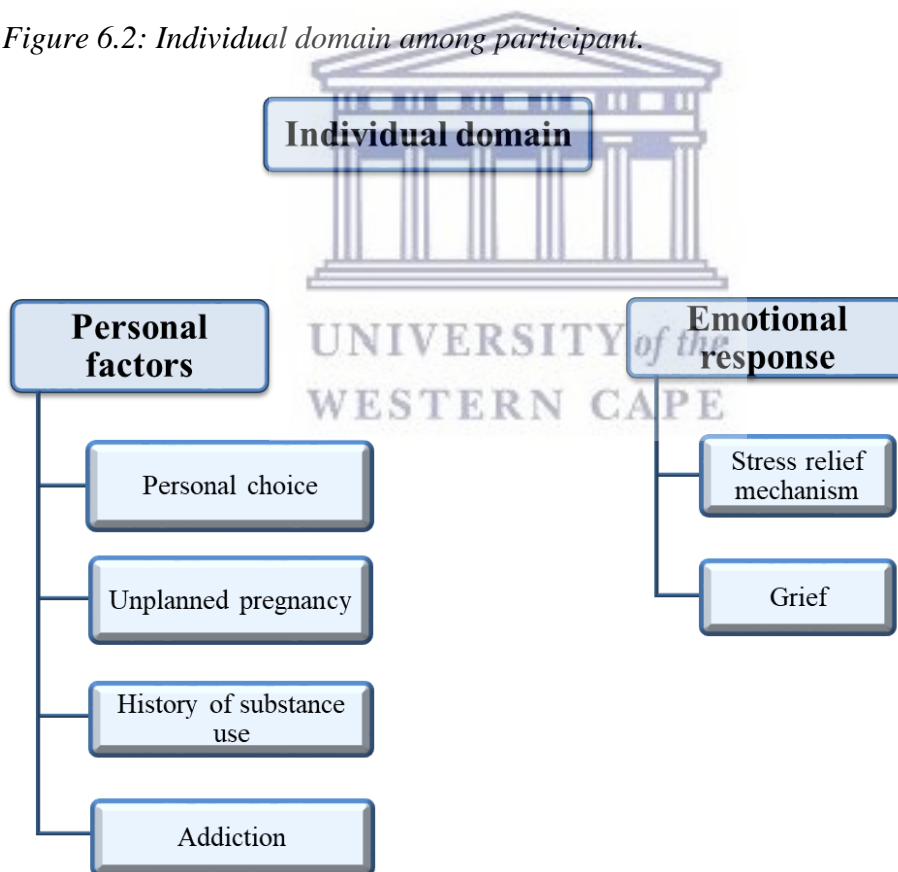 Figure 6.2: Individual domain among participant.
Individual domain
UNIVERSITY of the
WESTERN CAPE
Personal
factors
Personal choice
Unplanned pregnancy
History of substance
use
Addiction
Emotional
response
Stress relief
mechanism
Grief